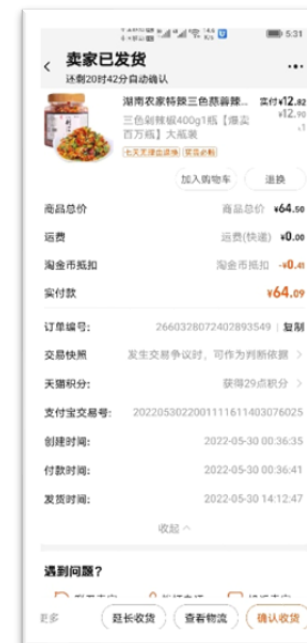 5:31
卖家已发货
还剩20时42分自动确认
湖南农家特辣三色蒜蓉辣... 实付¥12.82
三色剁辣椒400g1瓶【爆卖 ¥12.90
百万瓶】大瓶装 x1
七天无理由退换
加入购物车 退换
商品总价 商品总价 ¥64.50
运费 运费(快递) ¥0.00
淘金币抵扣 淘金币抵扣 -¥0.41
实付款 ¥64.09
订单编号: 2660328072402893549 | 复制
交易快照 发生交易争议时，可作为判断依据 >
天猫积分: 获得29点积分 >
支付宝交易号: 2022053022001111611403076025
创建时间: 2022-05-30 00:36:35
付款时间: 2022-05-30 00:36:41
发货时间: 2022-05-30 14:12:47
收起
遇到问题？
更多 延长收货 查看物流 确认收货